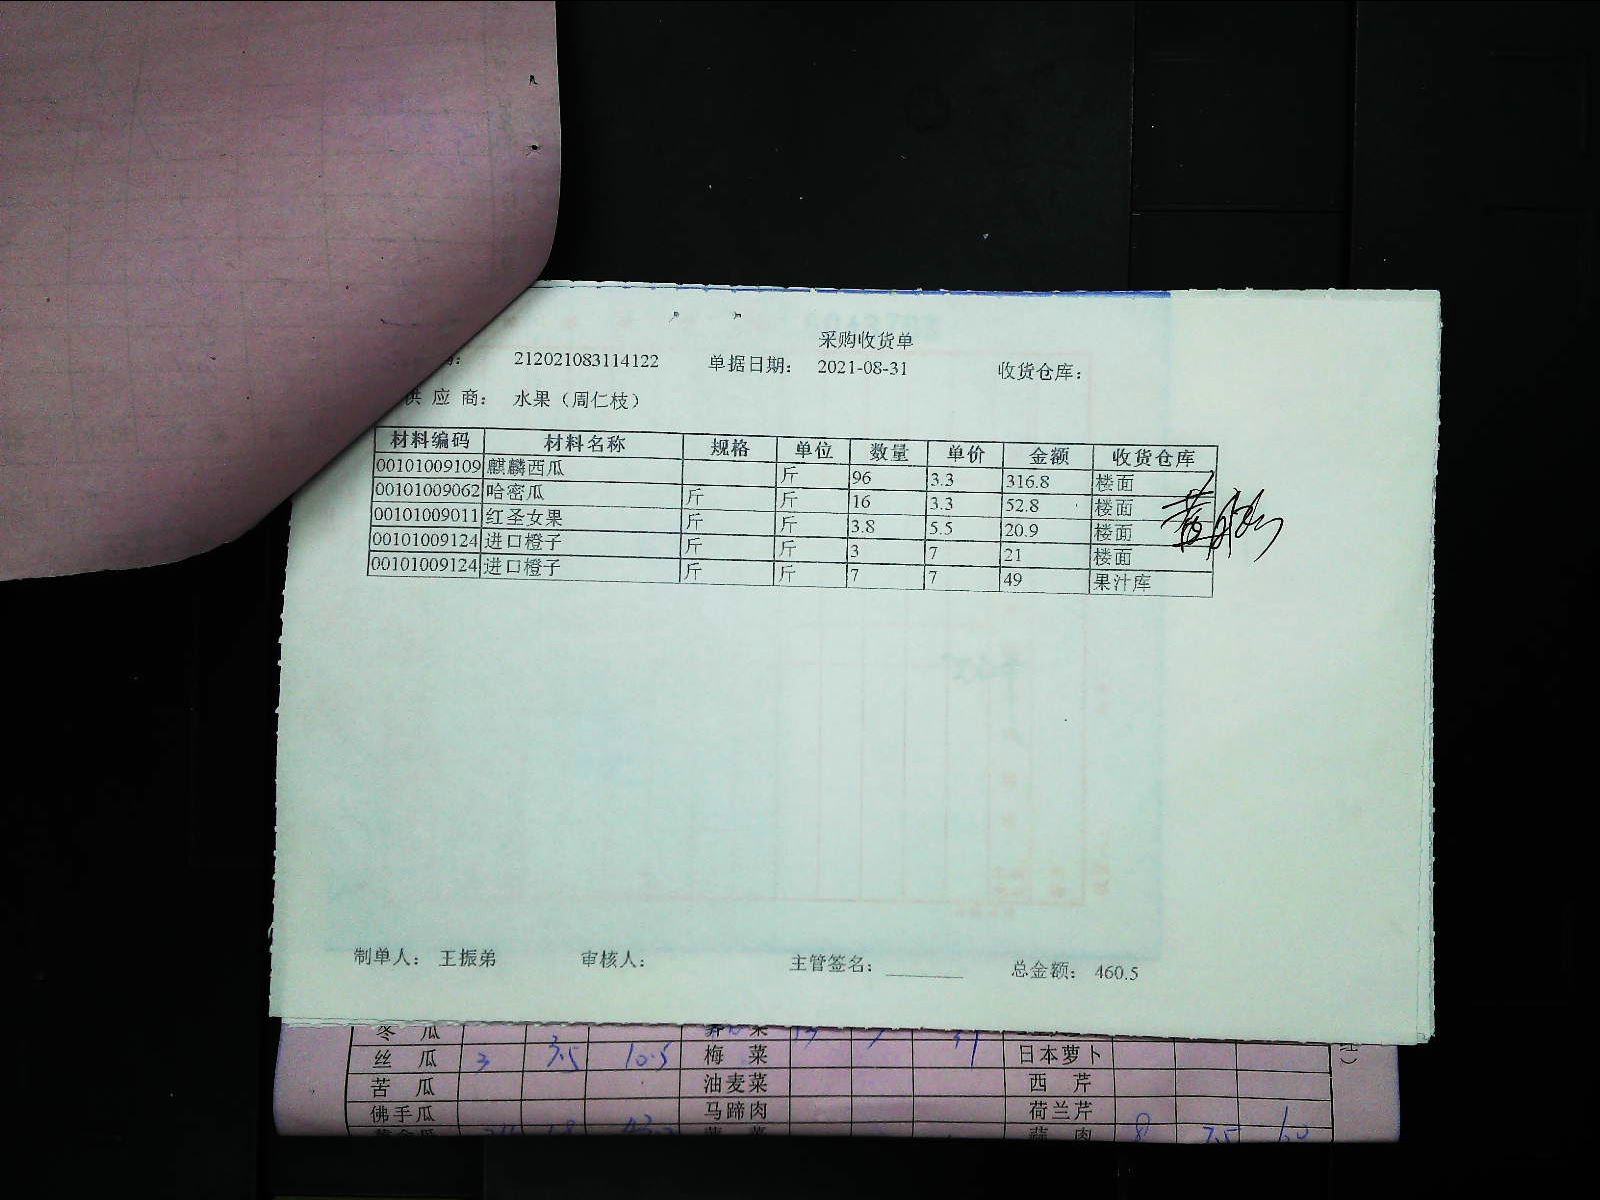 采购收货单
212021083114122 单据日期: 2021-08-31 收货仓库:
供 应 商: 水果（周仁枝）
材料编码 材料名称 规格 单位 数量 单价 金额 收货仓库
00101009109 麒麟西瓜 斤 96 3.3 316.8 楼面
00101009062 哈密瓜 斤 斤 16 3.3 52.8 楼面
00101009011 红圣女果 斤 斤 3.8 5.5 20.9 楼面
00101009124 进口橙子 斤 斤 3 7 21 楼面
00101009124 进口橙子 斤 斤 7 7 49 果汁库
制单人: 王振弟 审核人: 主管签名: ________ 总金额: 460.5
冬 瓜
丝 瓜 3 3.5 10.5 梅 菜 日本萝卜
苦 瓜 油麦菜 西 芹
佛手瓜 马蹄肉 荷兰芹
8 7.5 60